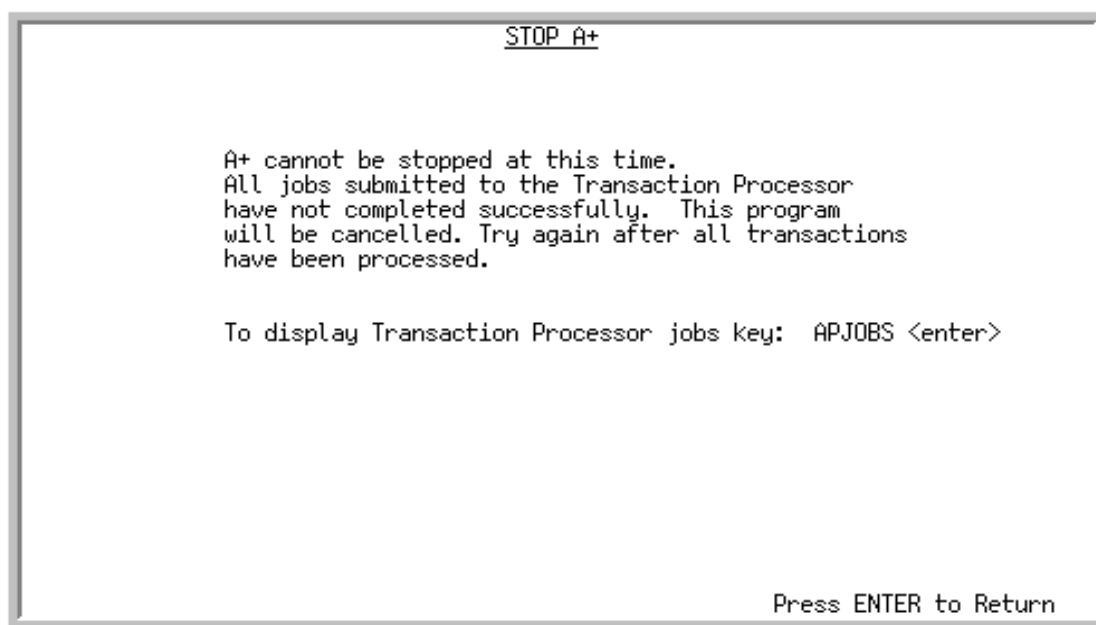 STOP A+
A+ cannot be stopped at this time.
All jobs submitted to the Transaction Processor
have not completed successfully.  This program
will be cancelled. Try again after all transactions
have been processed.
To display Transaction Processor jobs key:  APJOBS <enter>
Press ENTER to Return